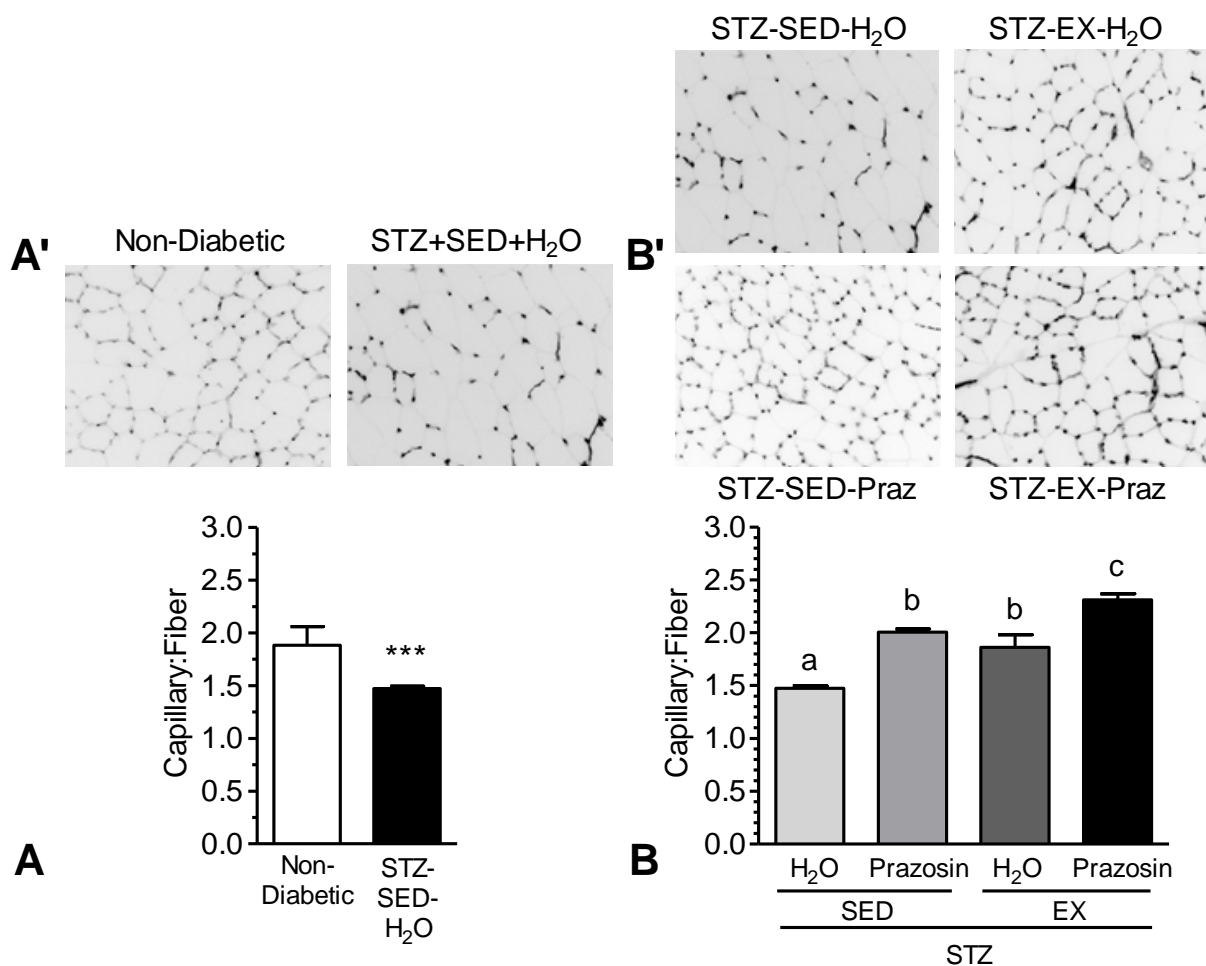 A'
Non-Diabetic
STZ+SED+H₂O
3.0
2.5
2.0
1.5
1.0
0.5
0.0
Capillary:Fiber
***
Non-
Diabetic
STZ-
SED-
H₂O
A
B'
STZ-SED-H₂O
STZ-EX-H₂O
STZ-SED-Praz
STZ-EX-Praz
3.0
2.5
2.0
1.5
1.0
0.5
0.0
Capillary:Fiber
a
b
b
c
H₂O
Prazosin
H₂O
Prazosin
SED
EX
STZ
B